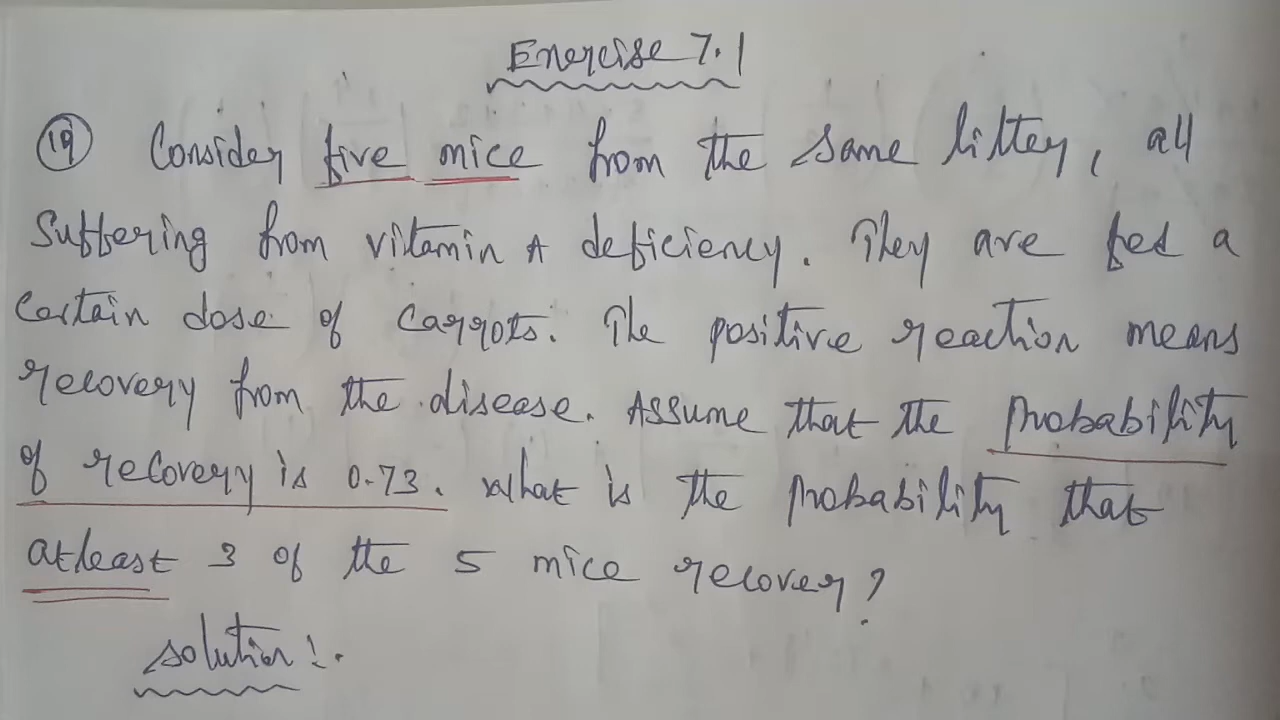 Exercise 7.1
19 Consider five mice from the same litter, all
suffering from vitamin A deficiency. They are fed a
certain dose of carrots. The positive reaction means
recovery from the disease. Assume that the probability
of recovery is 0.73. What is the probability that
atleast 3 of the 5 mice recover?
Solution:.